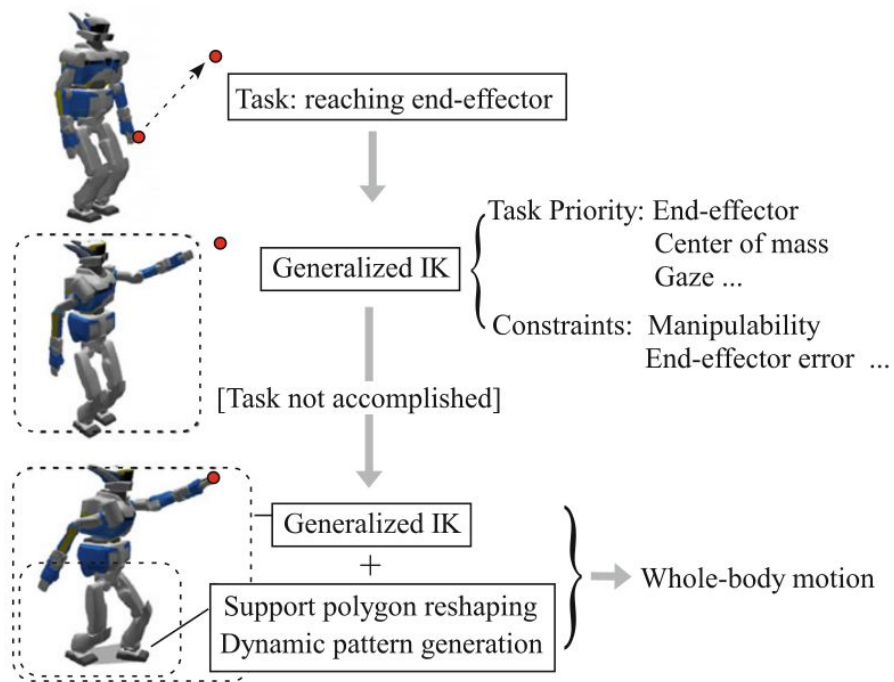 Task: reaching end-effector
Generalized IK
Task Priority: End-effector
Center of mass
Gaze ...
Constraints: Manipulability
End-effector error ...
[Task not accomplished]
Generalized IK
+
Support polygon reshaping
Dynamic pattern generation
Whole-body motion